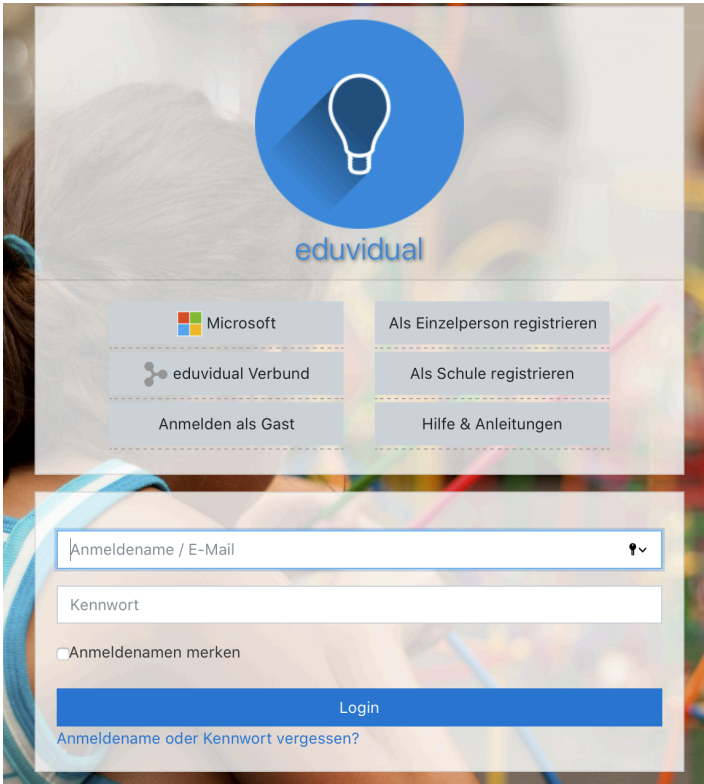 eduvidual
Microsoft
Als Einzelperson registrieren
eduvidual Verbund
Als Schule registrieren
Anmelden als Gast
Hilfe & Anleitungen
Anmeldename / E-Mail
Kennwort
Anmeldenamen merken
Login
Anmeldename oder Kennwort vergessen?